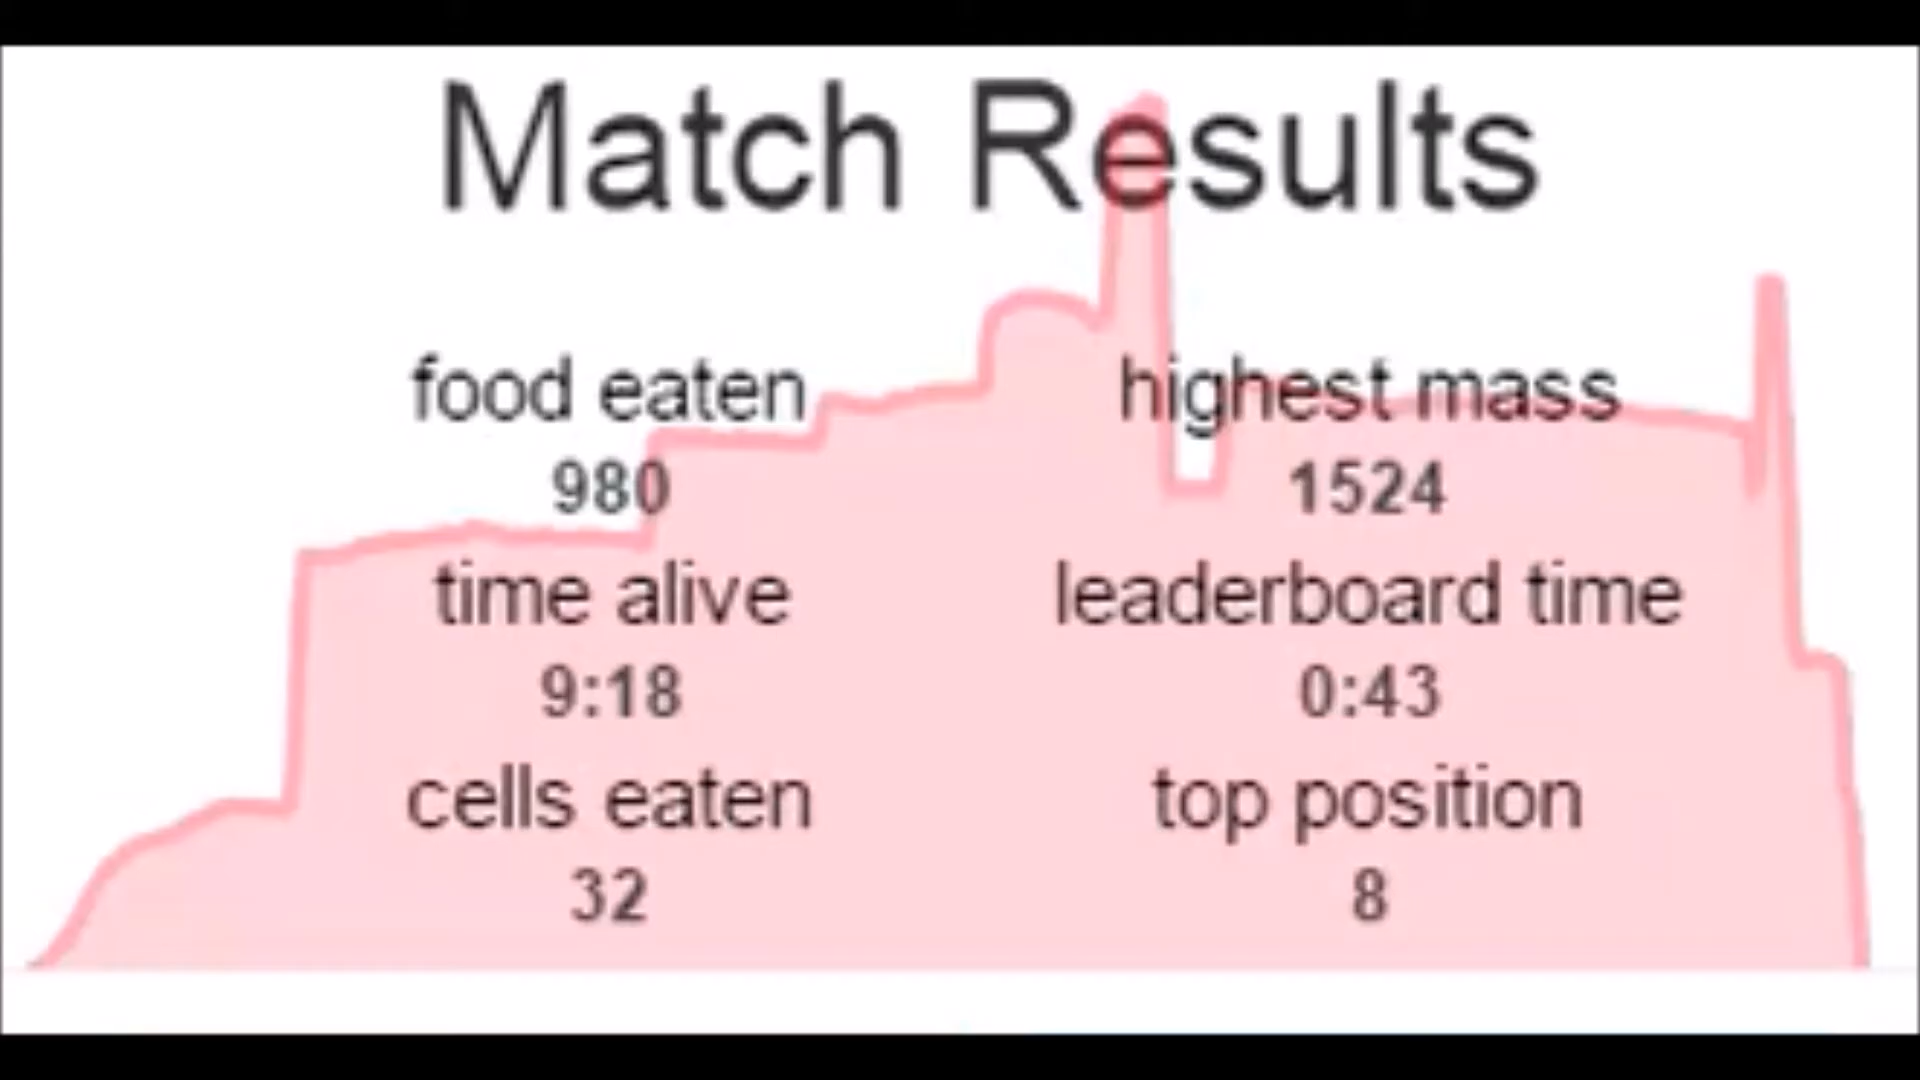 Match Results
food eaten
980
time alive
9:18
cells eaten
32
highest mass
1524
leaderboard time
0:43
top position
8